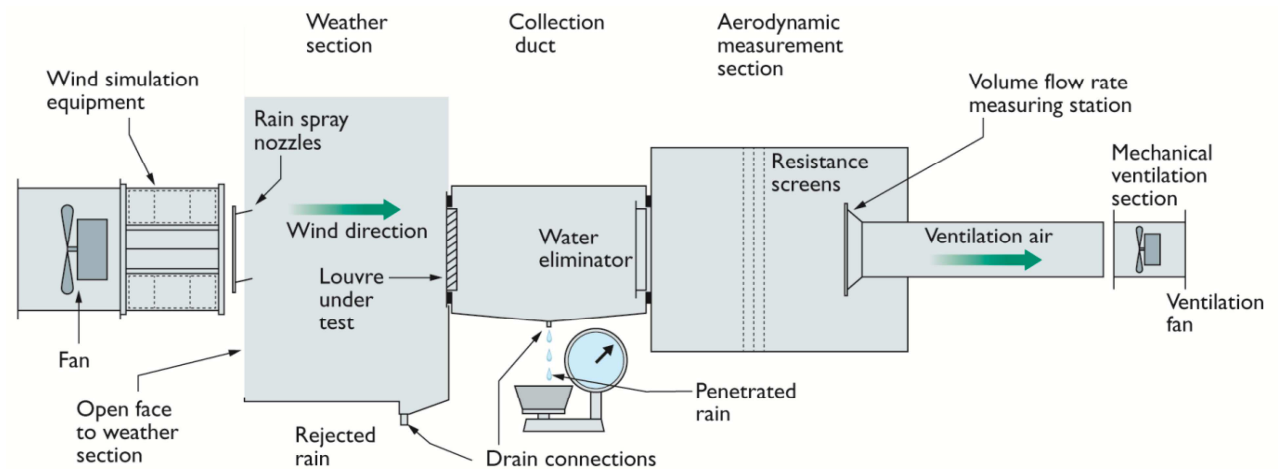 Weather
section
Collection
duct
Aerodynamic
measurement
section
Wind simulation
equipment
Volume flow rate
measuring station
Rain spray
nozzles
Resistance
screens
Mechanical
ventilation
section
Wind direction
Water
eliminator
Ventilation air
Louvre
under
test
Ventilation
fan
Fan
Penetrated
rain
Open face
to weather
section
Rejected
rain
Drain connections